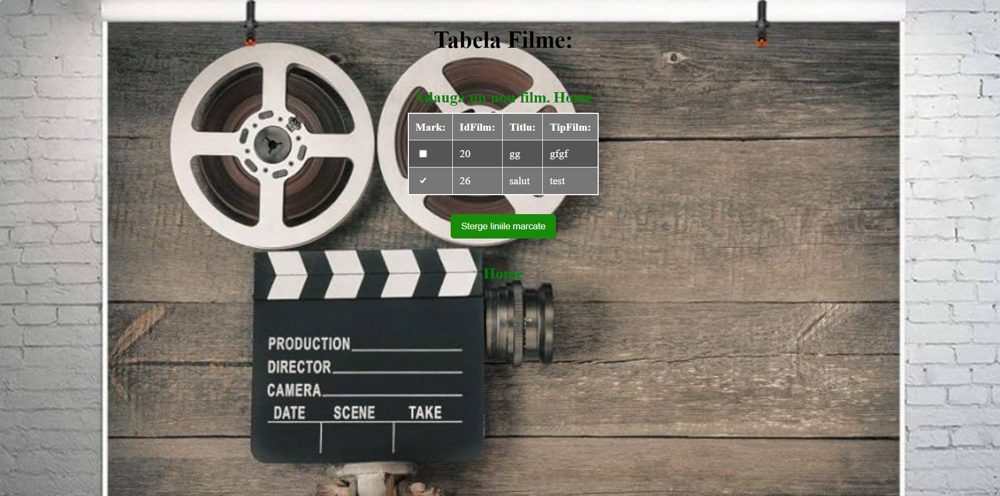 Tabela Filme:
Adauga un nou film. Home
Mark: IdFilm: Titlu: TipFilm:
20 gg gfgf
26 salut test
Sterge liniile marcate
Home
PRODUCTION
DIRECTOR
CAMERA
DATE SCENE TAKE